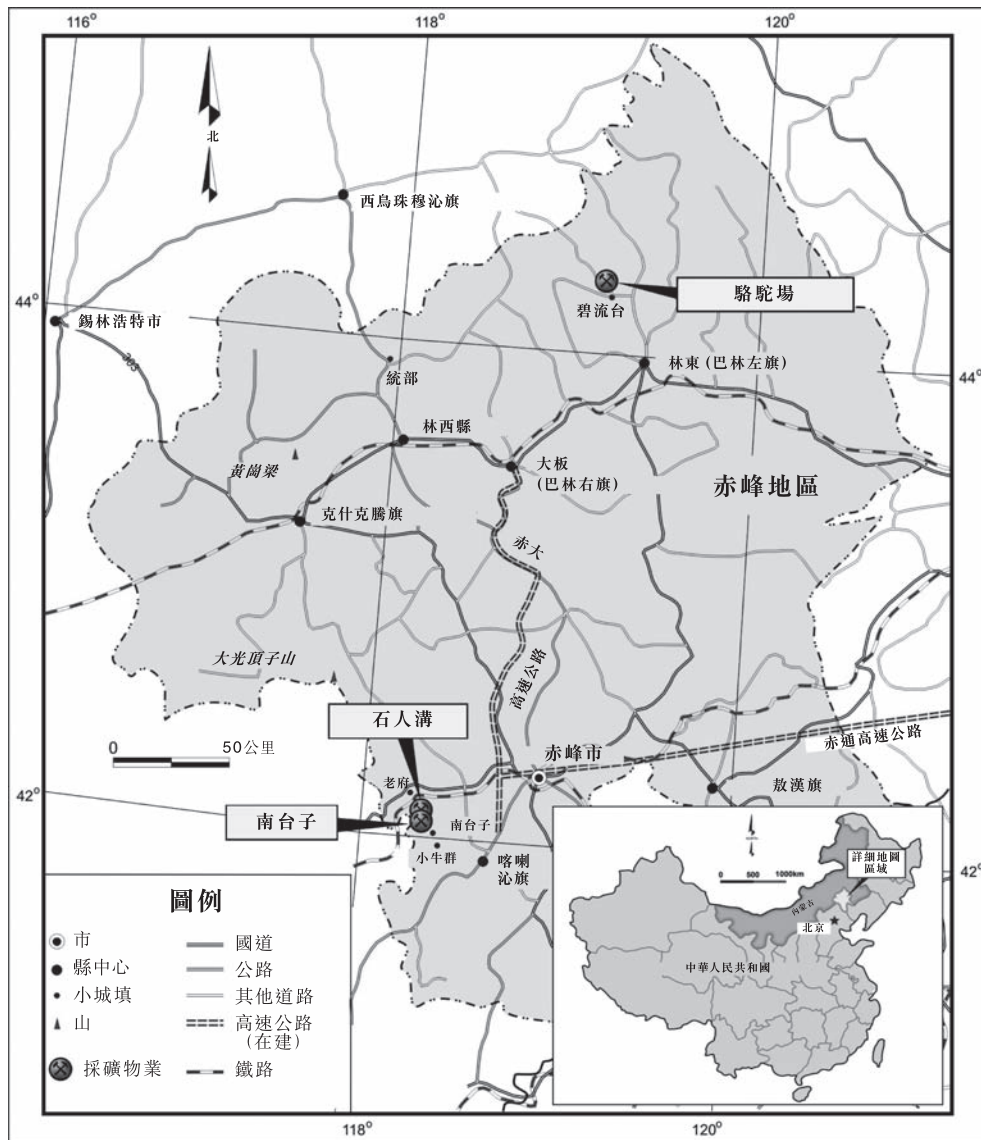 116°
118°
120°
北
西烏珠穆沁旗
44°
駱駝場
碧流台
錫林浩特市
303
統部
林東 (巴林左旗)
44°
林西縣
黃崗梁
大板
(巴林右旗)
赤峰地區
克什克騰旗
赤大
高速公路
大光頂子山
石人溝
0
50公里
赤峰市
赤通高速公路
老府
敖漢旗
42°
南台子
南台子
小牛群
喀喇
沁旗
42°
圖例
市
縣中心
小城填
山
採礦物業
國道
公路
其他道路
高速公路
(在建)
鐵路
0 500 1000km
詳細地圖
區域
內蒙古
北京
中華人民共和國
118°
120°